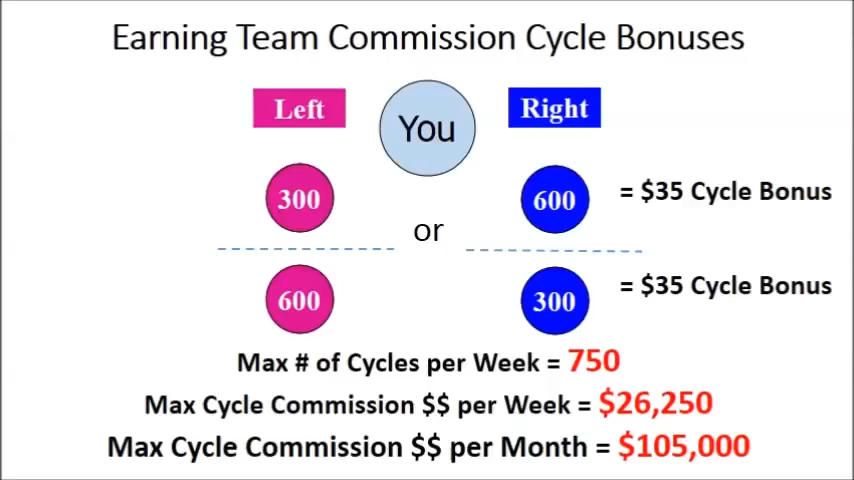 Earning Team Commission Cycle Bonuses
Left
You
Right
300
600
= $35 Cycle Bonus
or
600
300
= $35 Cycle Bonus
Max # of Cycles per Week = 750
Max Cycle Commission $$ per Week = $26,250
Max Cycle Commission $$ per Month = $105,000